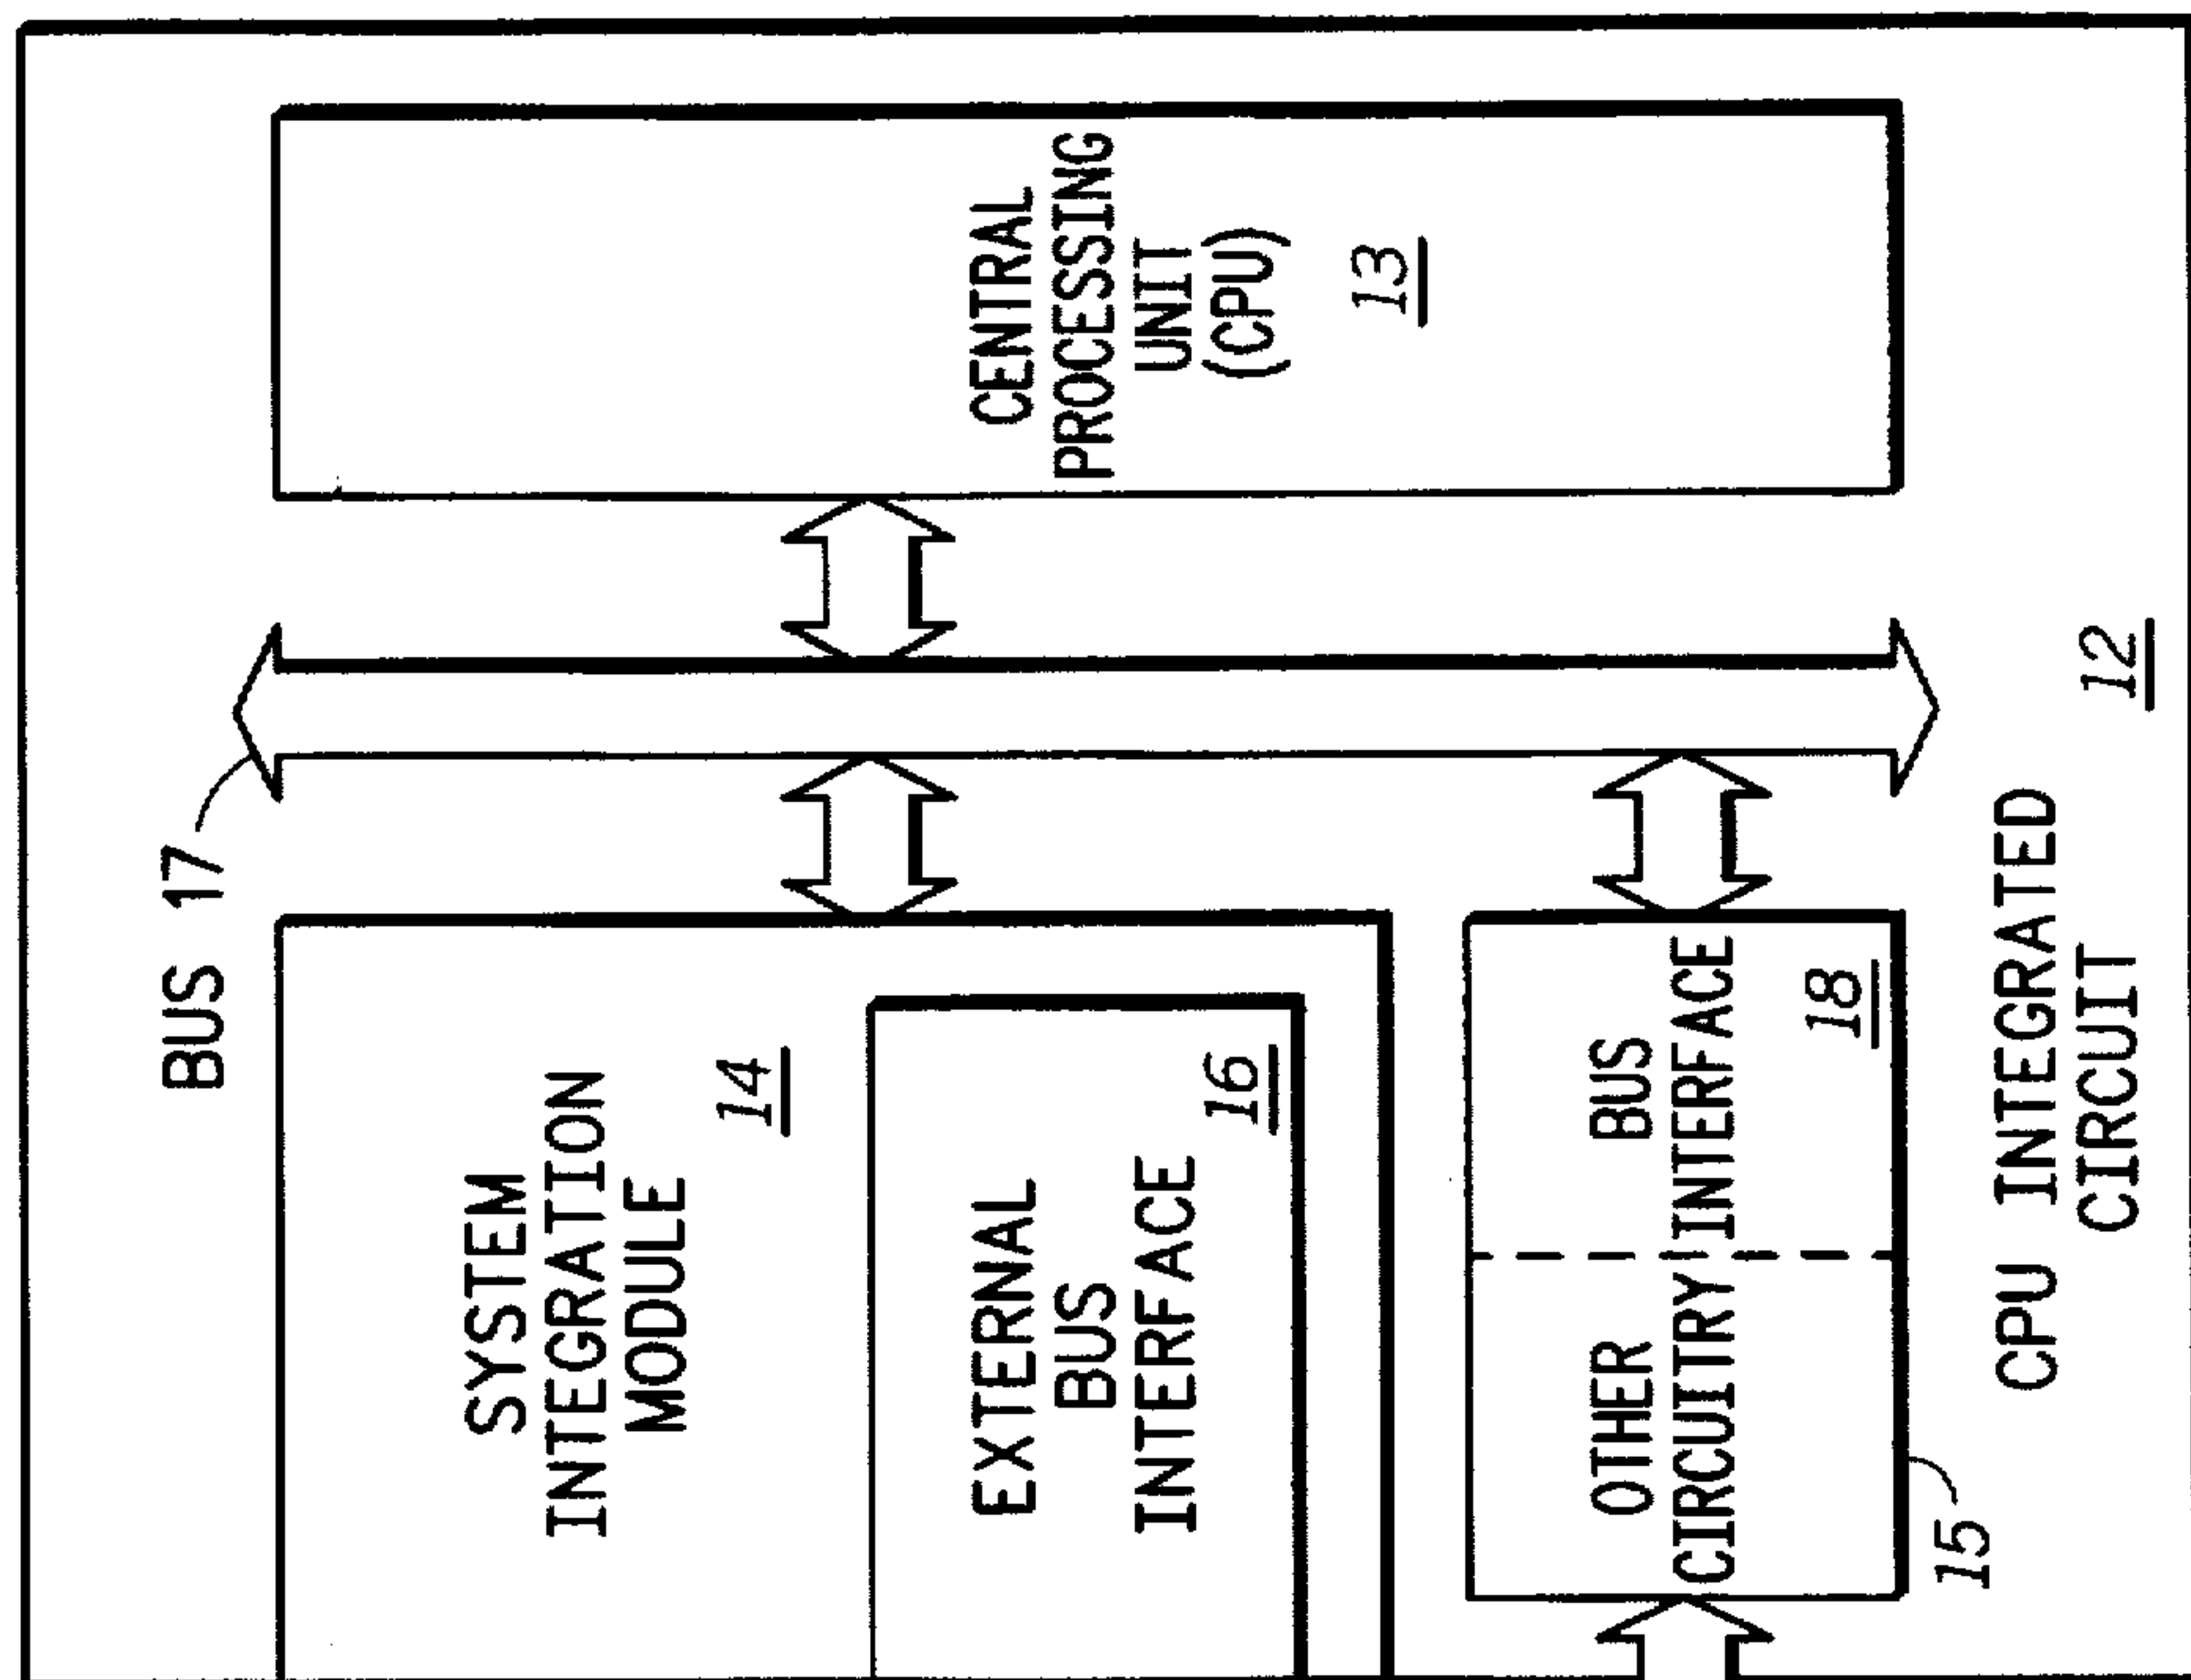 BUS 17
SYSTEM
INTEGRATION
MODULE
14
EXTERNAL
BUS
INTERFACE
16
CENTRAL
PROCESSING
UNIT
(CPU)
13
OTHER
CIRCUITRY
BUS
INTERFACE
18
15
CPU INTEGRATED
CIRCUIT
12